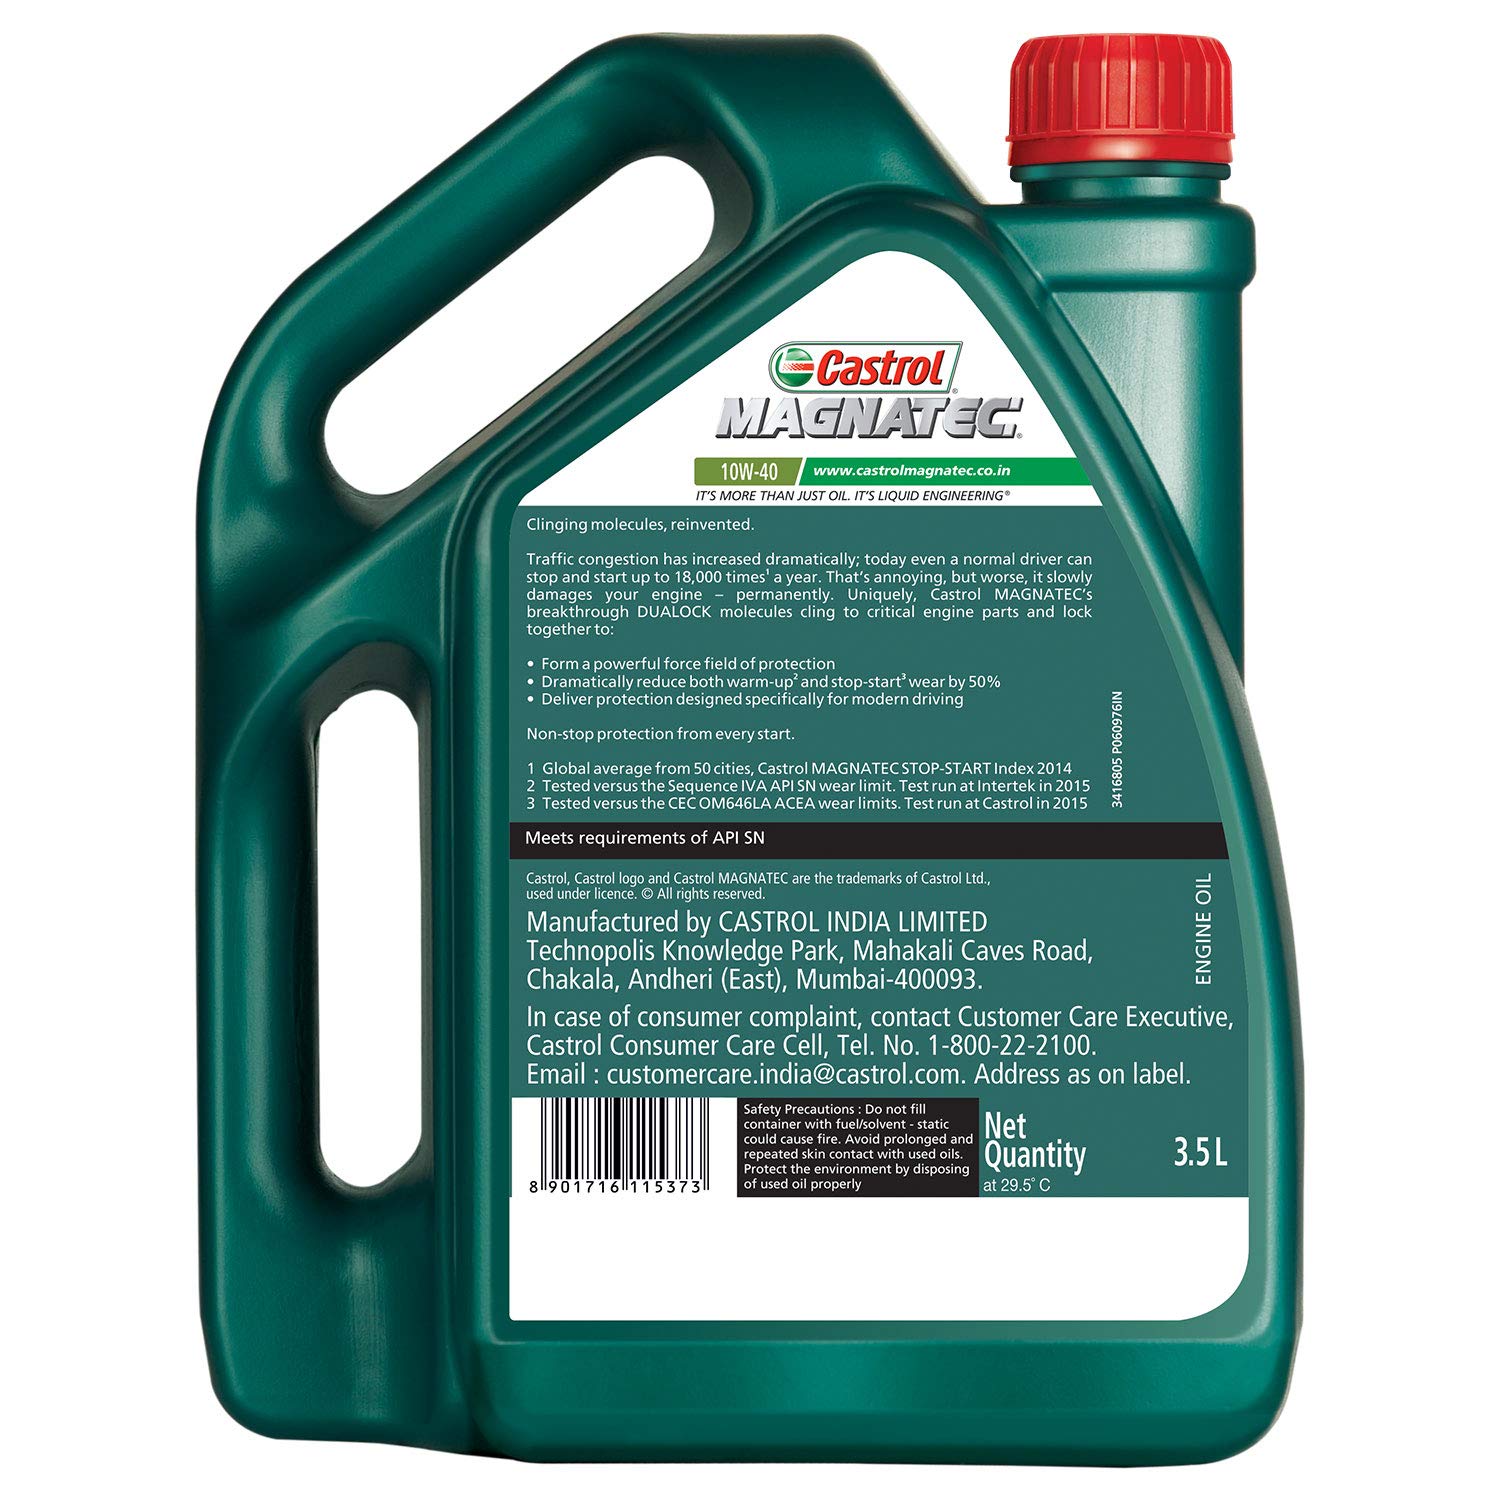 Castrol®
MAGNATEC®
10W-40 www.castrolmagnatec.co.in
IT'S MORE THAN JUST OIL. IT'S LIQUID ENGINEERING®
Clinging molecules, reinvented.
Traffic congestion has increased dramatically; today even a normal driver can
stop and start up to 18,000 times¹ a year. That's annoying, but worse, it slowly
damages your engine – permanently. Uniquely, Castrol MAGNATEC's
breakthrough DUALOCK molecules cling to critical engine parts and lock
together to:
• Form a powerful force field of protection
• Dramatically reduce both warm-up² and stop-start³ wear by 50%
• Deliver protection designed specifically for modern driving
Non-stop protection from every start.
1 Global average from 50 cities, Castrol MAGNATEC STOP-START Index 2014
2 Tested versus the Sequence IVA API SN wear limit. Test run at Intertek in 2015
3 Tested versus the CEC OM646LA ACEA wear limits. Test run at Castrol in 2015
3416805 P060976IN
Meets requirements of API SN
Castrol, Castrol logo and Castrol MAGNATEC are the trademarks of Castrol Ltd.,
used under licence. © All rights reserved.
Manufactured by CASTROL INDIA LIMITED
Technopolis Knowledge Park, Mahakali Caves Road,
Chakala, Andheri (East), Mumbai-400093.
ENGINE OIL
In case of consumer complaint, contact Customer Care Executive,
Castrol Consumer Care Cell, Tel. No. 1-800-22-2100.
Email : customercare.india@castrol.com. Address as on label.
8 901716 115373
Safety Precautions : Do not fill
container with fuel/solvent - static
could cause fire. Avoid prolonged and
repeated skin contact with used oils.
Protect the environment by disposing
of used oil properly
Net
Quantity 3.5 L
at 29.5° C